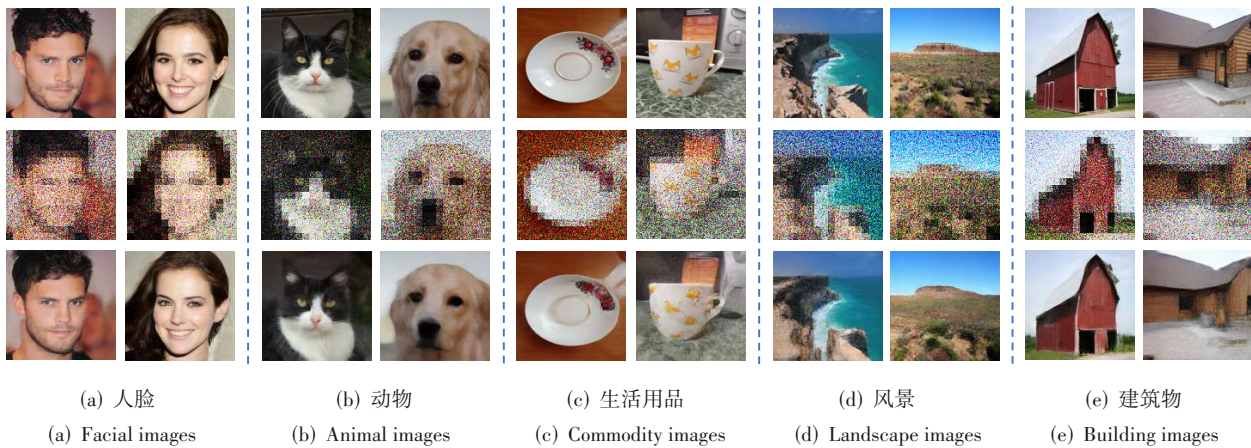 (a) 人脸
(b) 动物
(c) 生活用品
(d) 风景
(e) 建筑物
(a) Facial images
(b) Animal images
(c) Commodity images
(d) Landscape images
(e) Building images